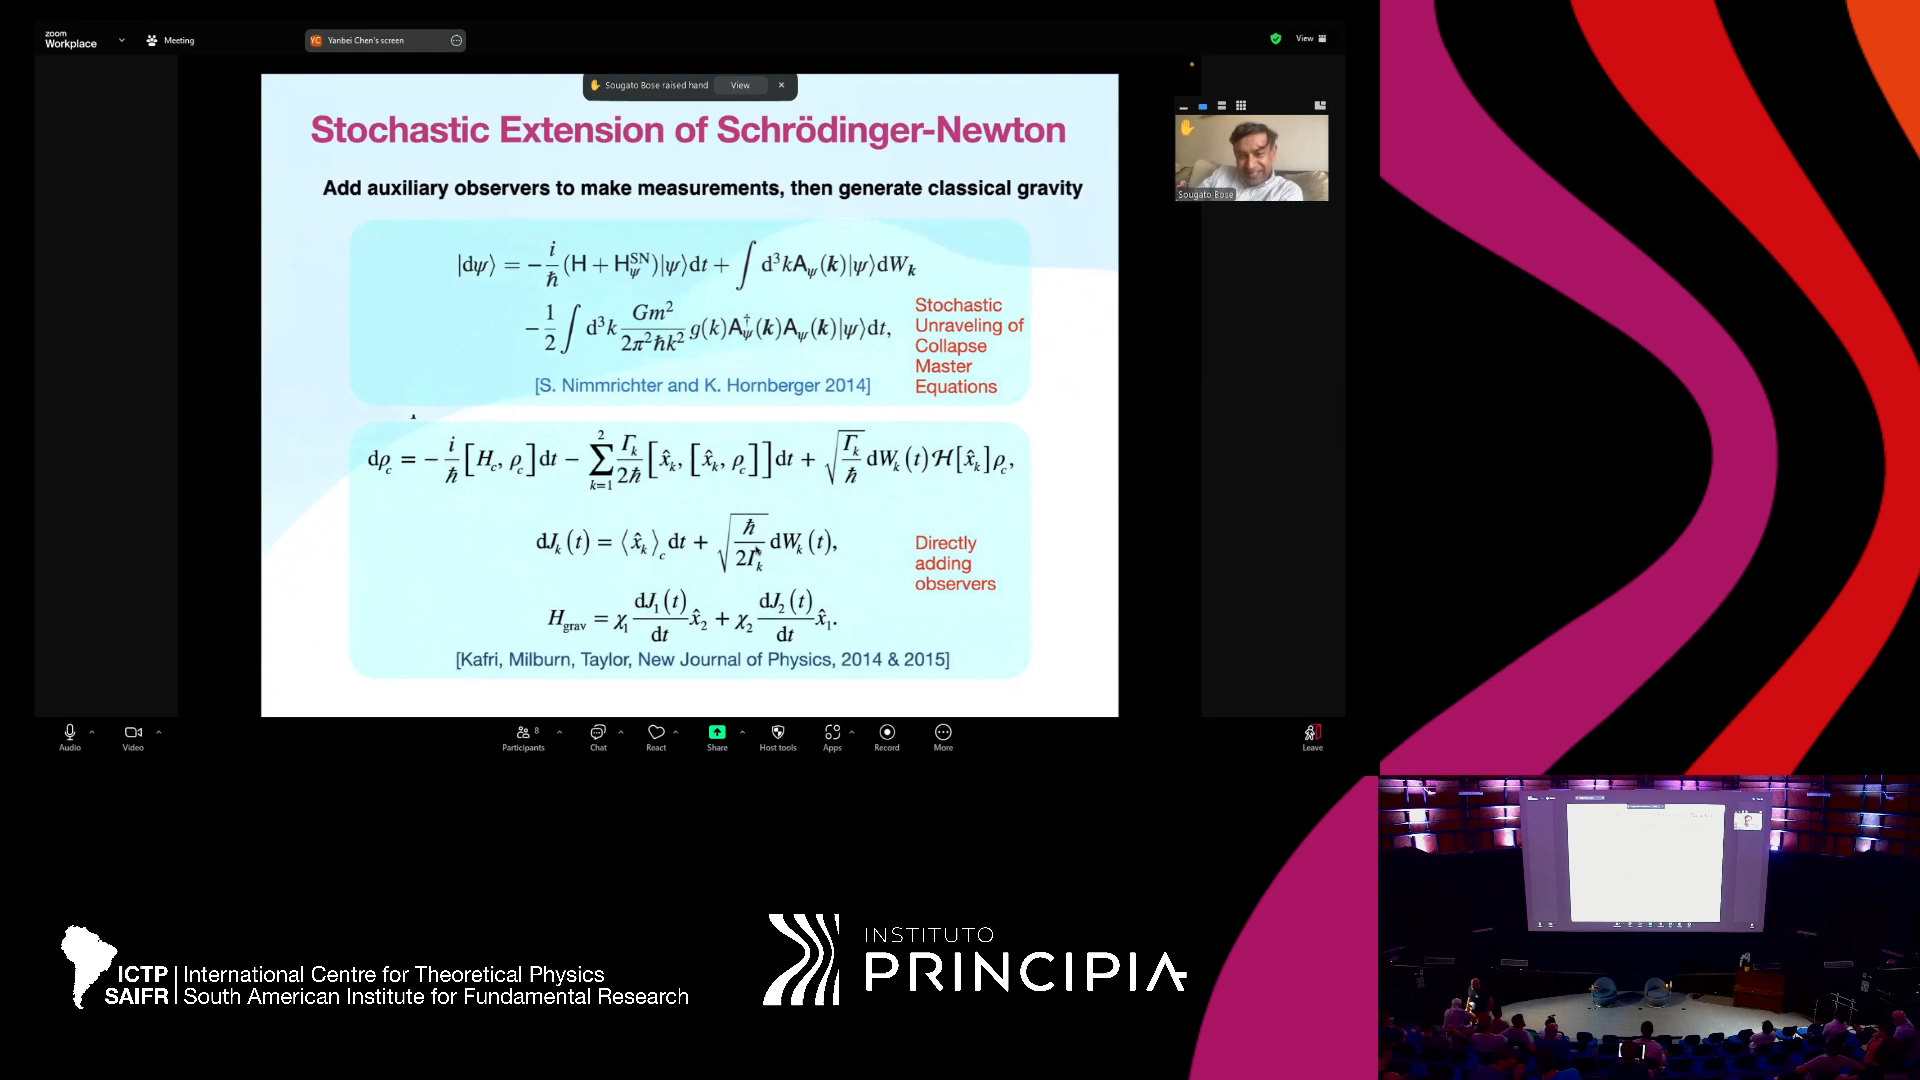 zoom
Workplace
Meeting
YC Yanbei Chen's screen
View
Sougato Bose raised hand View
Stochastic Extension of Schrödinger-Newton
Add auxiliary observers to make measurements, then generate classical gravity
|dψ⟩ = −i/ħ (H + H_ψ^SN)|ψ⟩dt + ∫ d³k A_ψ(k)|ψ⟩dW_k
− 1/2 ∫ d³k Gm²/2π²ħk² g(k) A_ψ^†(k) A_ψ(k)|ψ⟩dt,
Stochastic
Unraveling of
Collapse
Master
Equations
[S. Nimmrichter and K. Hornberger 2014]
dρ_c = −i/ħ [H_c, ρ_c] dt − ∑_{k=1}^{2} Γ_k/2ħ [x̂_k, [x̂_k, ρ_c]] dt + √(Γ_k/ħ) dW_k(t) ℋ[x̂_k] ρ_c,
dJ_k(t) = ⟨x̂_k⟩_c dt + √(ħ/2Γ_k) dW_k(t),
Directly
adding
observers
H_grav = χ_1 dJ_1(t)/dt x̂_2 + χ_2 dJ_2(t)/dt x̂_1.
[Kafri, Milburn, Taylor, New Journal of Physics, 2014 & 2015]
Sougato Bose
Audio
Video
Participants 8
Chat
React
Share
Host tools
Apps
Record
More
Leave
ICTP | International Centre for Theoretical Physics
SAIFR | South American Institute for Fundamental Research
INSTITUTO
PRINCIPIA